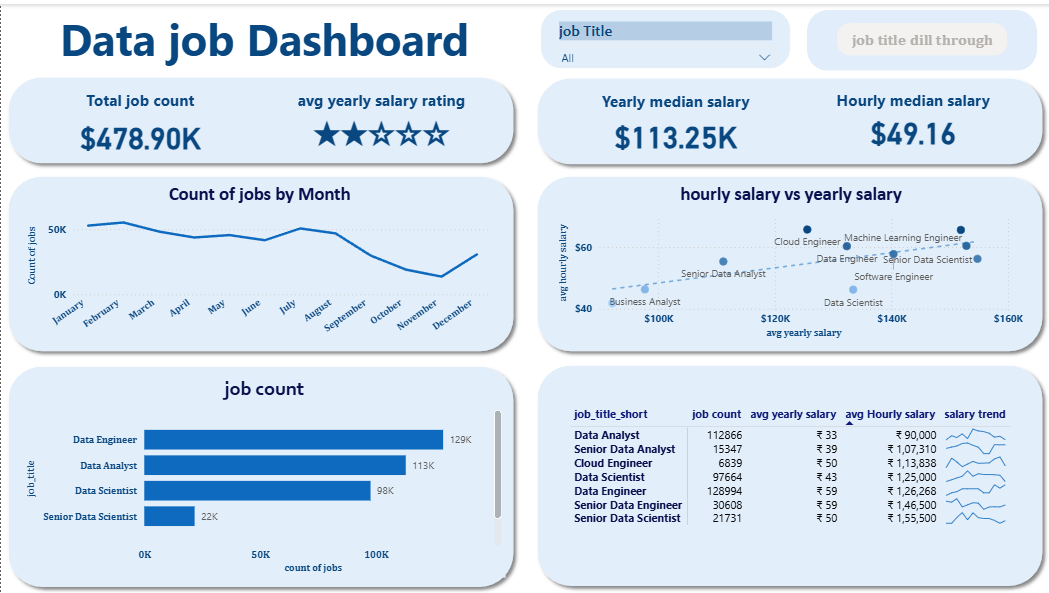 Data job Dashboard
job Title
All
job title dill through
Total job count
$478.90K
avg yearly salary rating
Yearly median salary
$113.25K
Hourly median salary
$49.16
Count of jobs by Month
Count of jobs
50K
0K
January
February
March
April
May
June
July
August
September
October
November
December
hourly salary vs yearly salary
avg hourly salary
$60
$40
Cloud Engineer
Machine Learning Engineer
Data Engineer
Senior Data Scientist
Senior Data Analyst
Software Engineer
Business Analyst
Data Scientist
$100K
$120K
$140K
$160K
avg yearly salary
job count
job_title
Data Engineer 129K
Data Analyst 113K
Data Scientist 98K
Senior Data Scientist 22K
0K 50K 100K
count of jobs
job_title_short job count avg yearly salary avg Hourly salary salary trend
Data Analyst 112866 ₹ 33 ₹ 90,000
Senior Data Analyst 15347 ₹ 39 ₹ 1,07,310
Cloud Engineer 6839 ₹ 50 ₹ 1,13,838
Data Scientist 97664 ₹ 43 ₹ 1,25,000
Data Engineer 128994 ₹ 59 ₹ 1,26,268
Senior Data Engineer 30608 ₹ 59 ₹ 1,46,500
Senior Data Scientist 21731 ₹ 50 ₹ 1,55,500